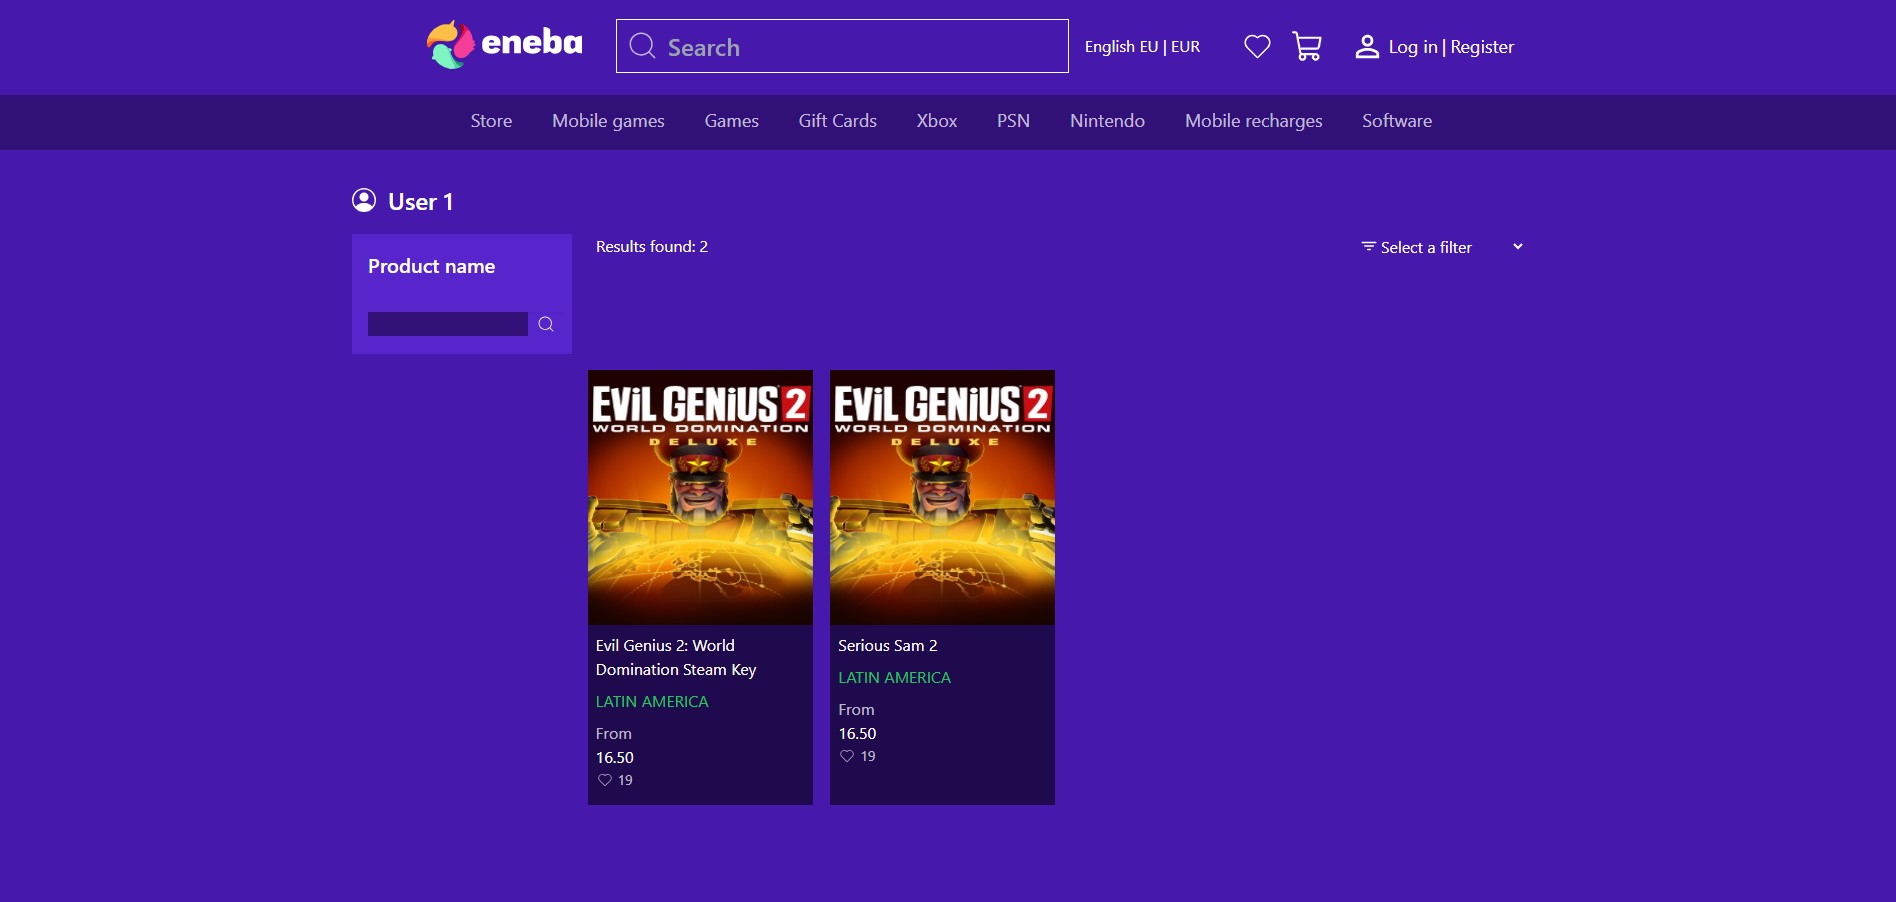 eneba
Search
English EU | EUR
Log in | Register
Store Mobile games Games Gift Cards Xbox PSN Nintendo Mobile recharges Software
User 1
Product name
Results found: 2
Select a filter
EViL GENiUS 2
WORLD DOMINATION
DELUXE
Evil Genius 2: World
Domination Steam Key
LATIN AMERICA
From
16.50
19
EViL GENiUS 2
WORLD DOMINATION
DELUXE
Serious Sam 2
LATIN AMERICA
From
16.50
19